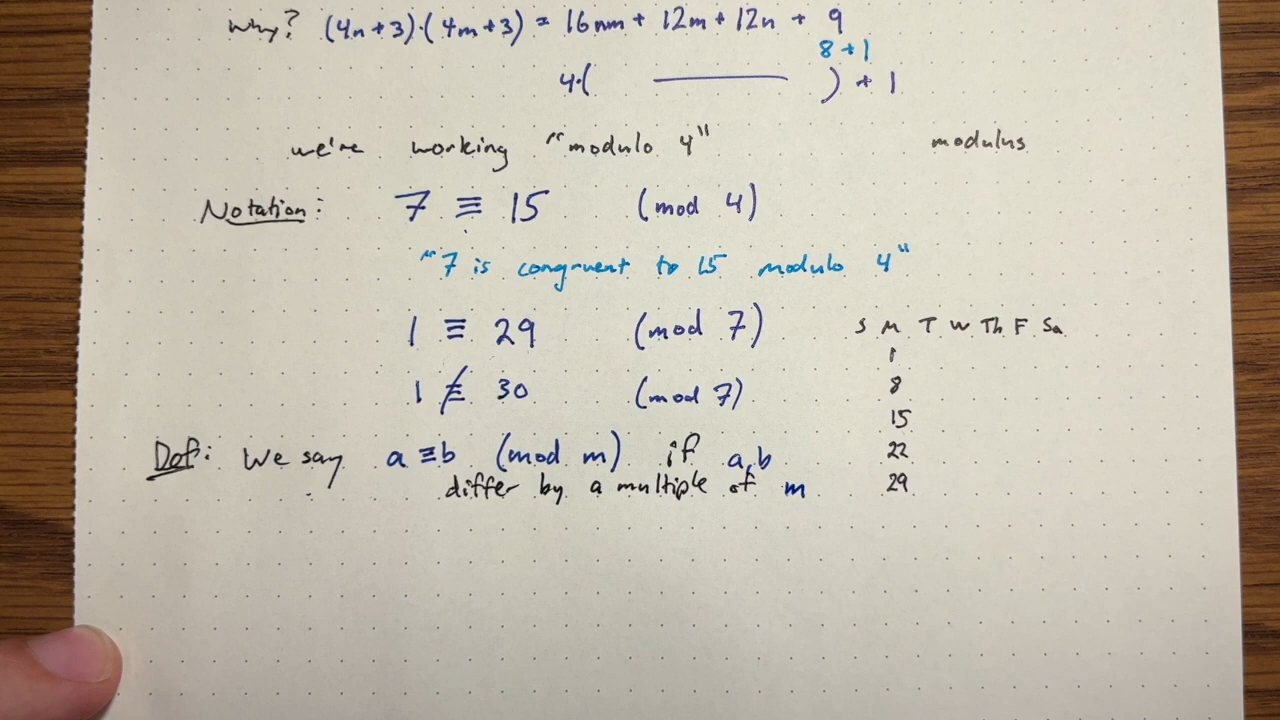 why? (4n+3)·(4m+3) = 16nm + 12m + 12n + 9
8 + 1
4·( ——— ) + 1
we're working "modulo 4" modulus
Notation: 7 ≡ 15 (mod 4)
"7 is congruent to 15 modulo 4"
1 ≡ 29 (mod 7)
1 ≢ 30 (mod 7)
S M T W Th F Sa
1
8
15
22
29
Def: We say a ≡ b (mod m) if a, b
differ by a multiple of m